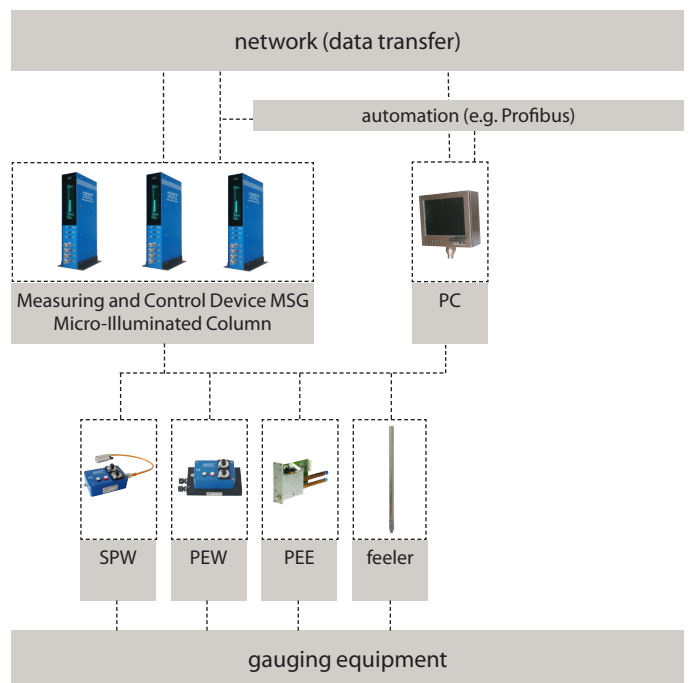 network (data transfer)
automation (e.g. Profibus)
Measuring and Control Device MSG
Micro-Illuminated Column
PC
SPW
PEW
PEE
feeler
gauging equipment